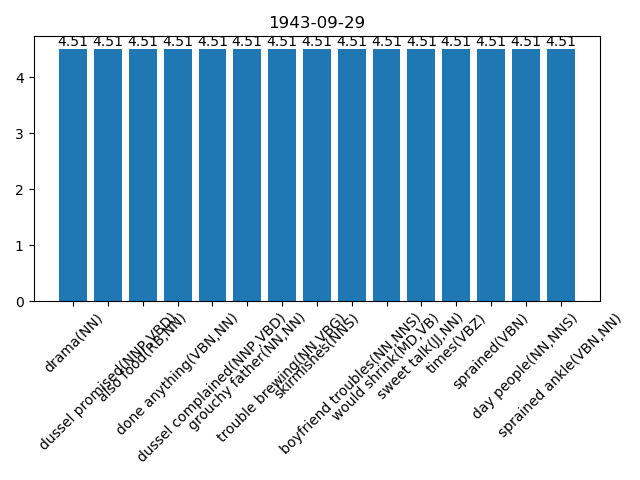 1943-09-29
4.51 4.51 4.51 4.51 4.51 4.51 4.51 4.51 4.51 4.51 4.51 4.51 4.51 4.51 4.51
4
3
2
1
0
drama(NN)
dussel promised(NNP,VBD)
also food(RB,NN)
done anything(VBN,NN)
dussel complained(NNP,VBD)
grouchy father(NN,NN)
trouble brewing(NN,VBG)
skirmishes(NNS)
boyfriend troubles(NN,NNS)
would shrink(MD,VB)
sweet talk(JJ,NN)
times(VBZ)
sprained(VBN)
day people(NN,NNS)
sprained ankle(VBN,NN)